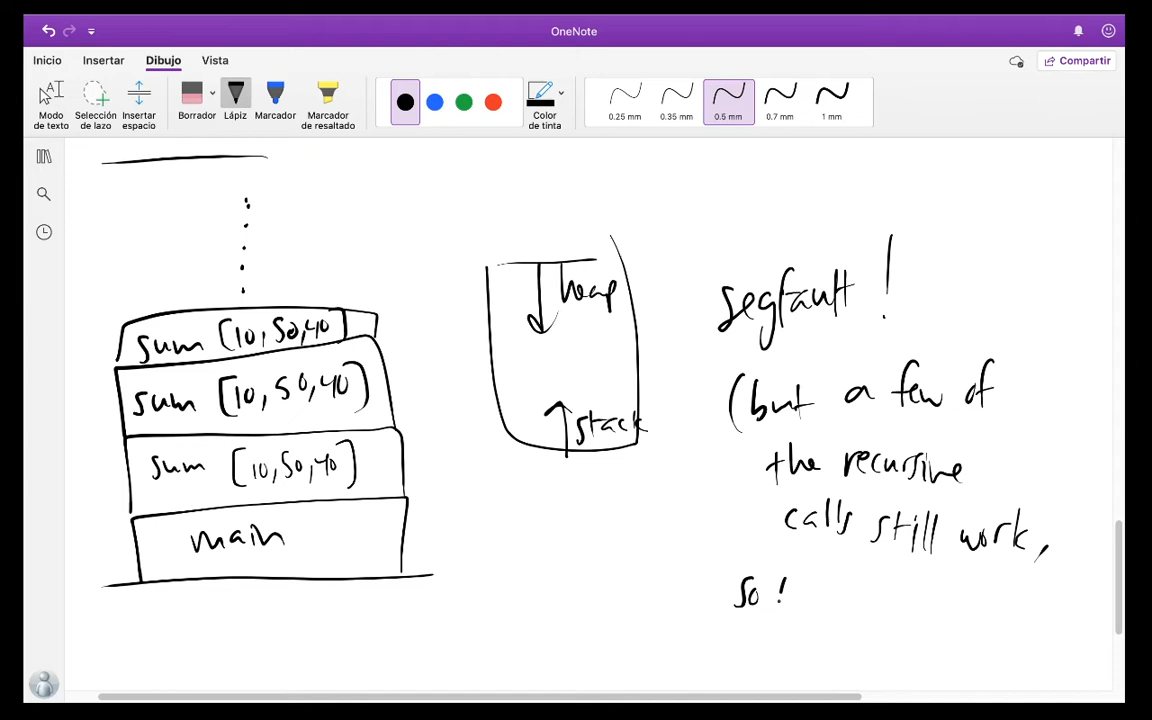 OneNote
Inicio
Insertar
Dibujo
Vista
Compartir
Modo de texto
Selección de lazo
Insertar espacio
Borrador
Lápiz
Marcador
Marcador de resaltado
Color de tinta
0.25 mm
0.35 mm
0.5 mm
0.7 mm
1 mm
sum [10,50,40
sum [10,50,40]
sum [10,50,40]
main
heap
stack
segfault!
(but a few of
the recursive
calls still work,
so !